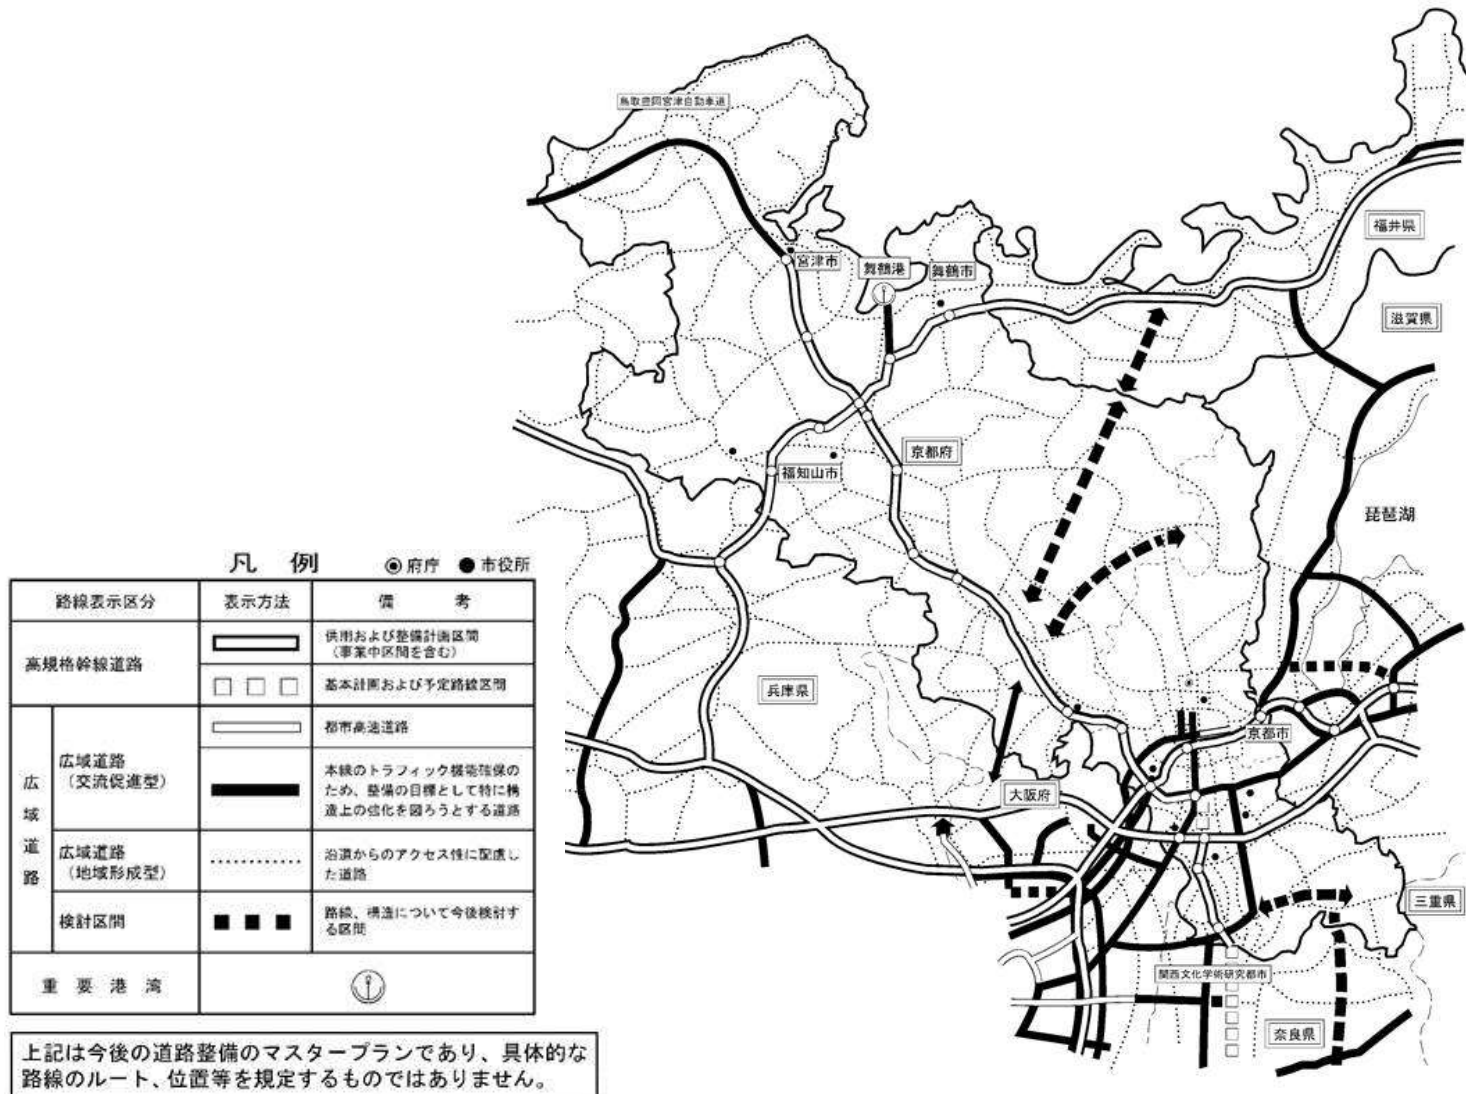 鳥取豊岡宮津自動車道
宮津市
舞鶴港
舞鶴市
福井県
滋賀県
京都府
福知山市
琵琶湖
兵庫県
京都市
大阪府
三重県
関西文化学術研究都市
奈良県
凡 例
府庁
市役所
路線表示区分
表示方法
備 考
高規格幹線道路
供用および整備計画区間
(事業中区間を含む)
基本計画および予定路線区間
広域道路
広域道路
(交流促進型)
都市高速道路
本線のトラフィック機能確保の
ため、整備の目標として特に構
造上の強化を図ろうとする道路
広域道路
(地域形成型)
沿道からのアクセス性に配慮し
た道路
検討区間
路線、構造について今後検討す
る区間
重 要 港 湾
上記は今後の道路整備のマスタープランであり、具体的な
路線のルート、位置等を規定するものではありません。